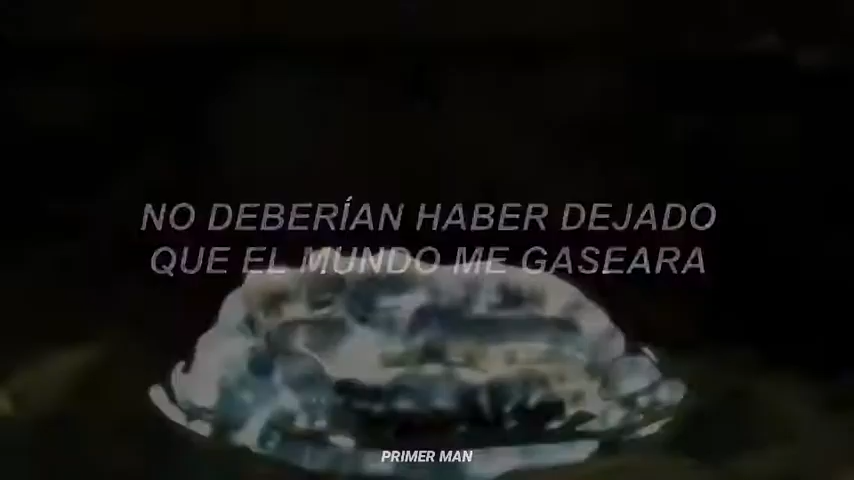 NO DEBERÍAN HABER DEJADO
QUE EL MUNDO ME GASEARA
PRIMER MAN